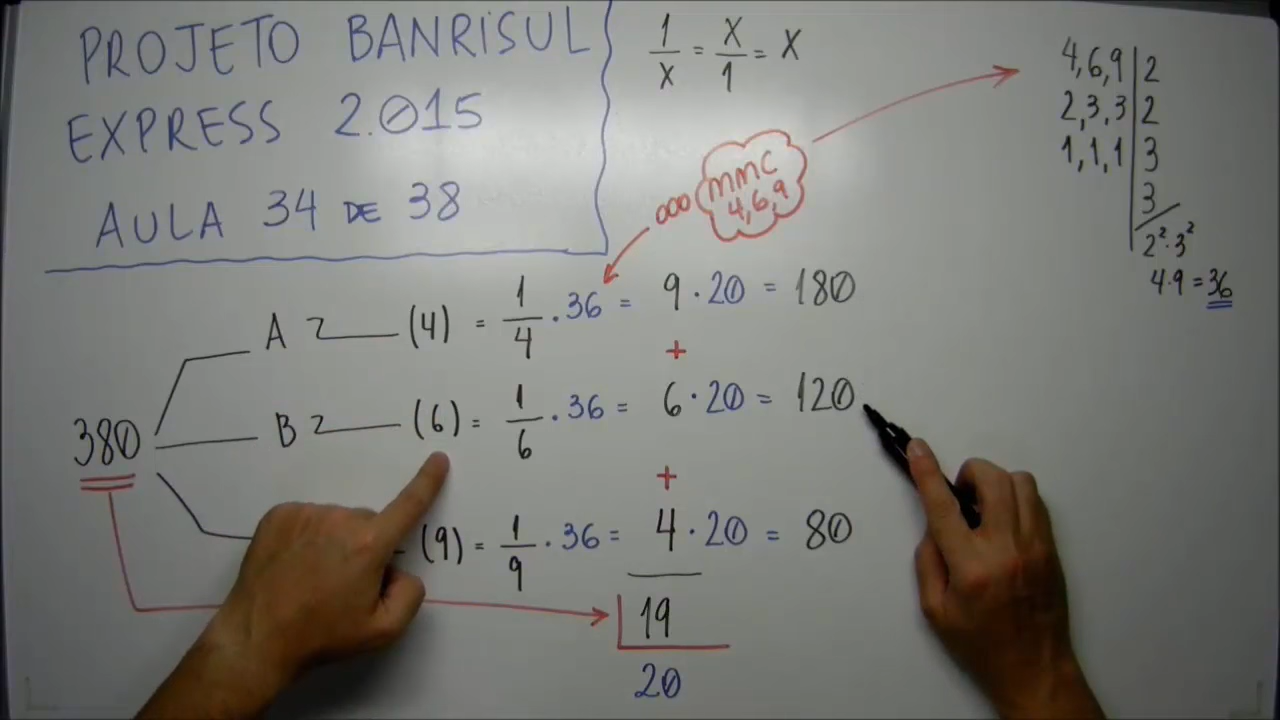 PROJETO BANRISUL
EXPRESS 2.015
AULA 34 DE 38
1/x = x/1 = x
MMC
4,6,9
4,6,9 | 2
2,3,3 | 2
1,1,1 | 3
3
2² · 3²
4 · 9 = 36
380
A (4) = 1/4 · 36 = 9 · 20 = 180
+
B (6) = 1/6 · 36 = 6 · 20 = 120
+
(9) = 1/9 · 36 = 4 · 20 = 80
19
20